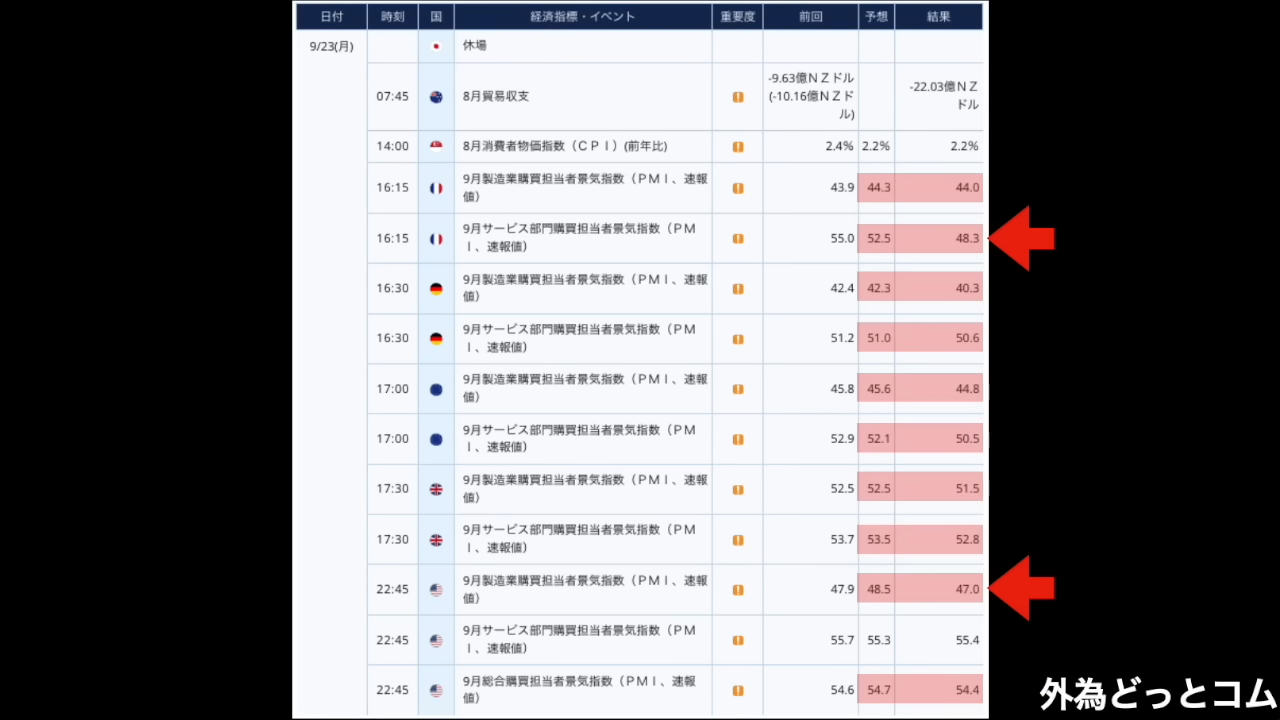 日付 時刻 国 経済指標・イベント 重要度 前回 予想 結果
9/23(月) 休場
-9.63億ＮＺドル
07:45 8月貿易収支 (-10.16億ＮＺド -22.03億ＮＺ
ル) ドル
14:00 8月消費者物価指数（ＣＰＩ）(前年比) 2.4% 2.2% 2.2%
16:15 9月製造業購買担当者景気指数（ＰＭＩ、速報 43.9 44.3 44.0
値）
16:15 9月サービス部門購買担当者景気指数（ＰＭ 55.0 52.5 48.3
Ｉ、速報値）
16:30 9月製造業購買担当者景気指数（ＰＭＩ、速報 42.4 42.3 40.3
値）
16:30 9月サービス部門購買担当者景気指数（ＰＭ 51.2 51.0 50.6
Ｉ、速報値）
17:00 9月製造業購買担当者景気指数（ＰＭＩ、速報 45.8 45.6 44.8
値）
17:00 9月サービス部門購買担当者景気指数（ＰＭ 52.9 52.1 50.5
Ｉ、速報値）
17:30 9月製造業購買担当者景気指数（ＰＭＩ、速報 52.5 52.5 51.5
値）
17:30 9月サービス部門購買担当者景気指数（ＰＭ 53.7 53.5 52.8
Ｉ、速報値）
22:45 9月製造業購買担当者景気指数（ＰＭＩ、速報 47.9 48.5 47.0
値）
22:45 9月サービス部門購買担当者景気指数（ＰＭ 55.7 55.3 55.4
Ｉ、速報値）
22:45 9月総合購買担当者景気指数（ＰＭＩ、速報 54.6 54.7 54.4
値）
外為どっとコム